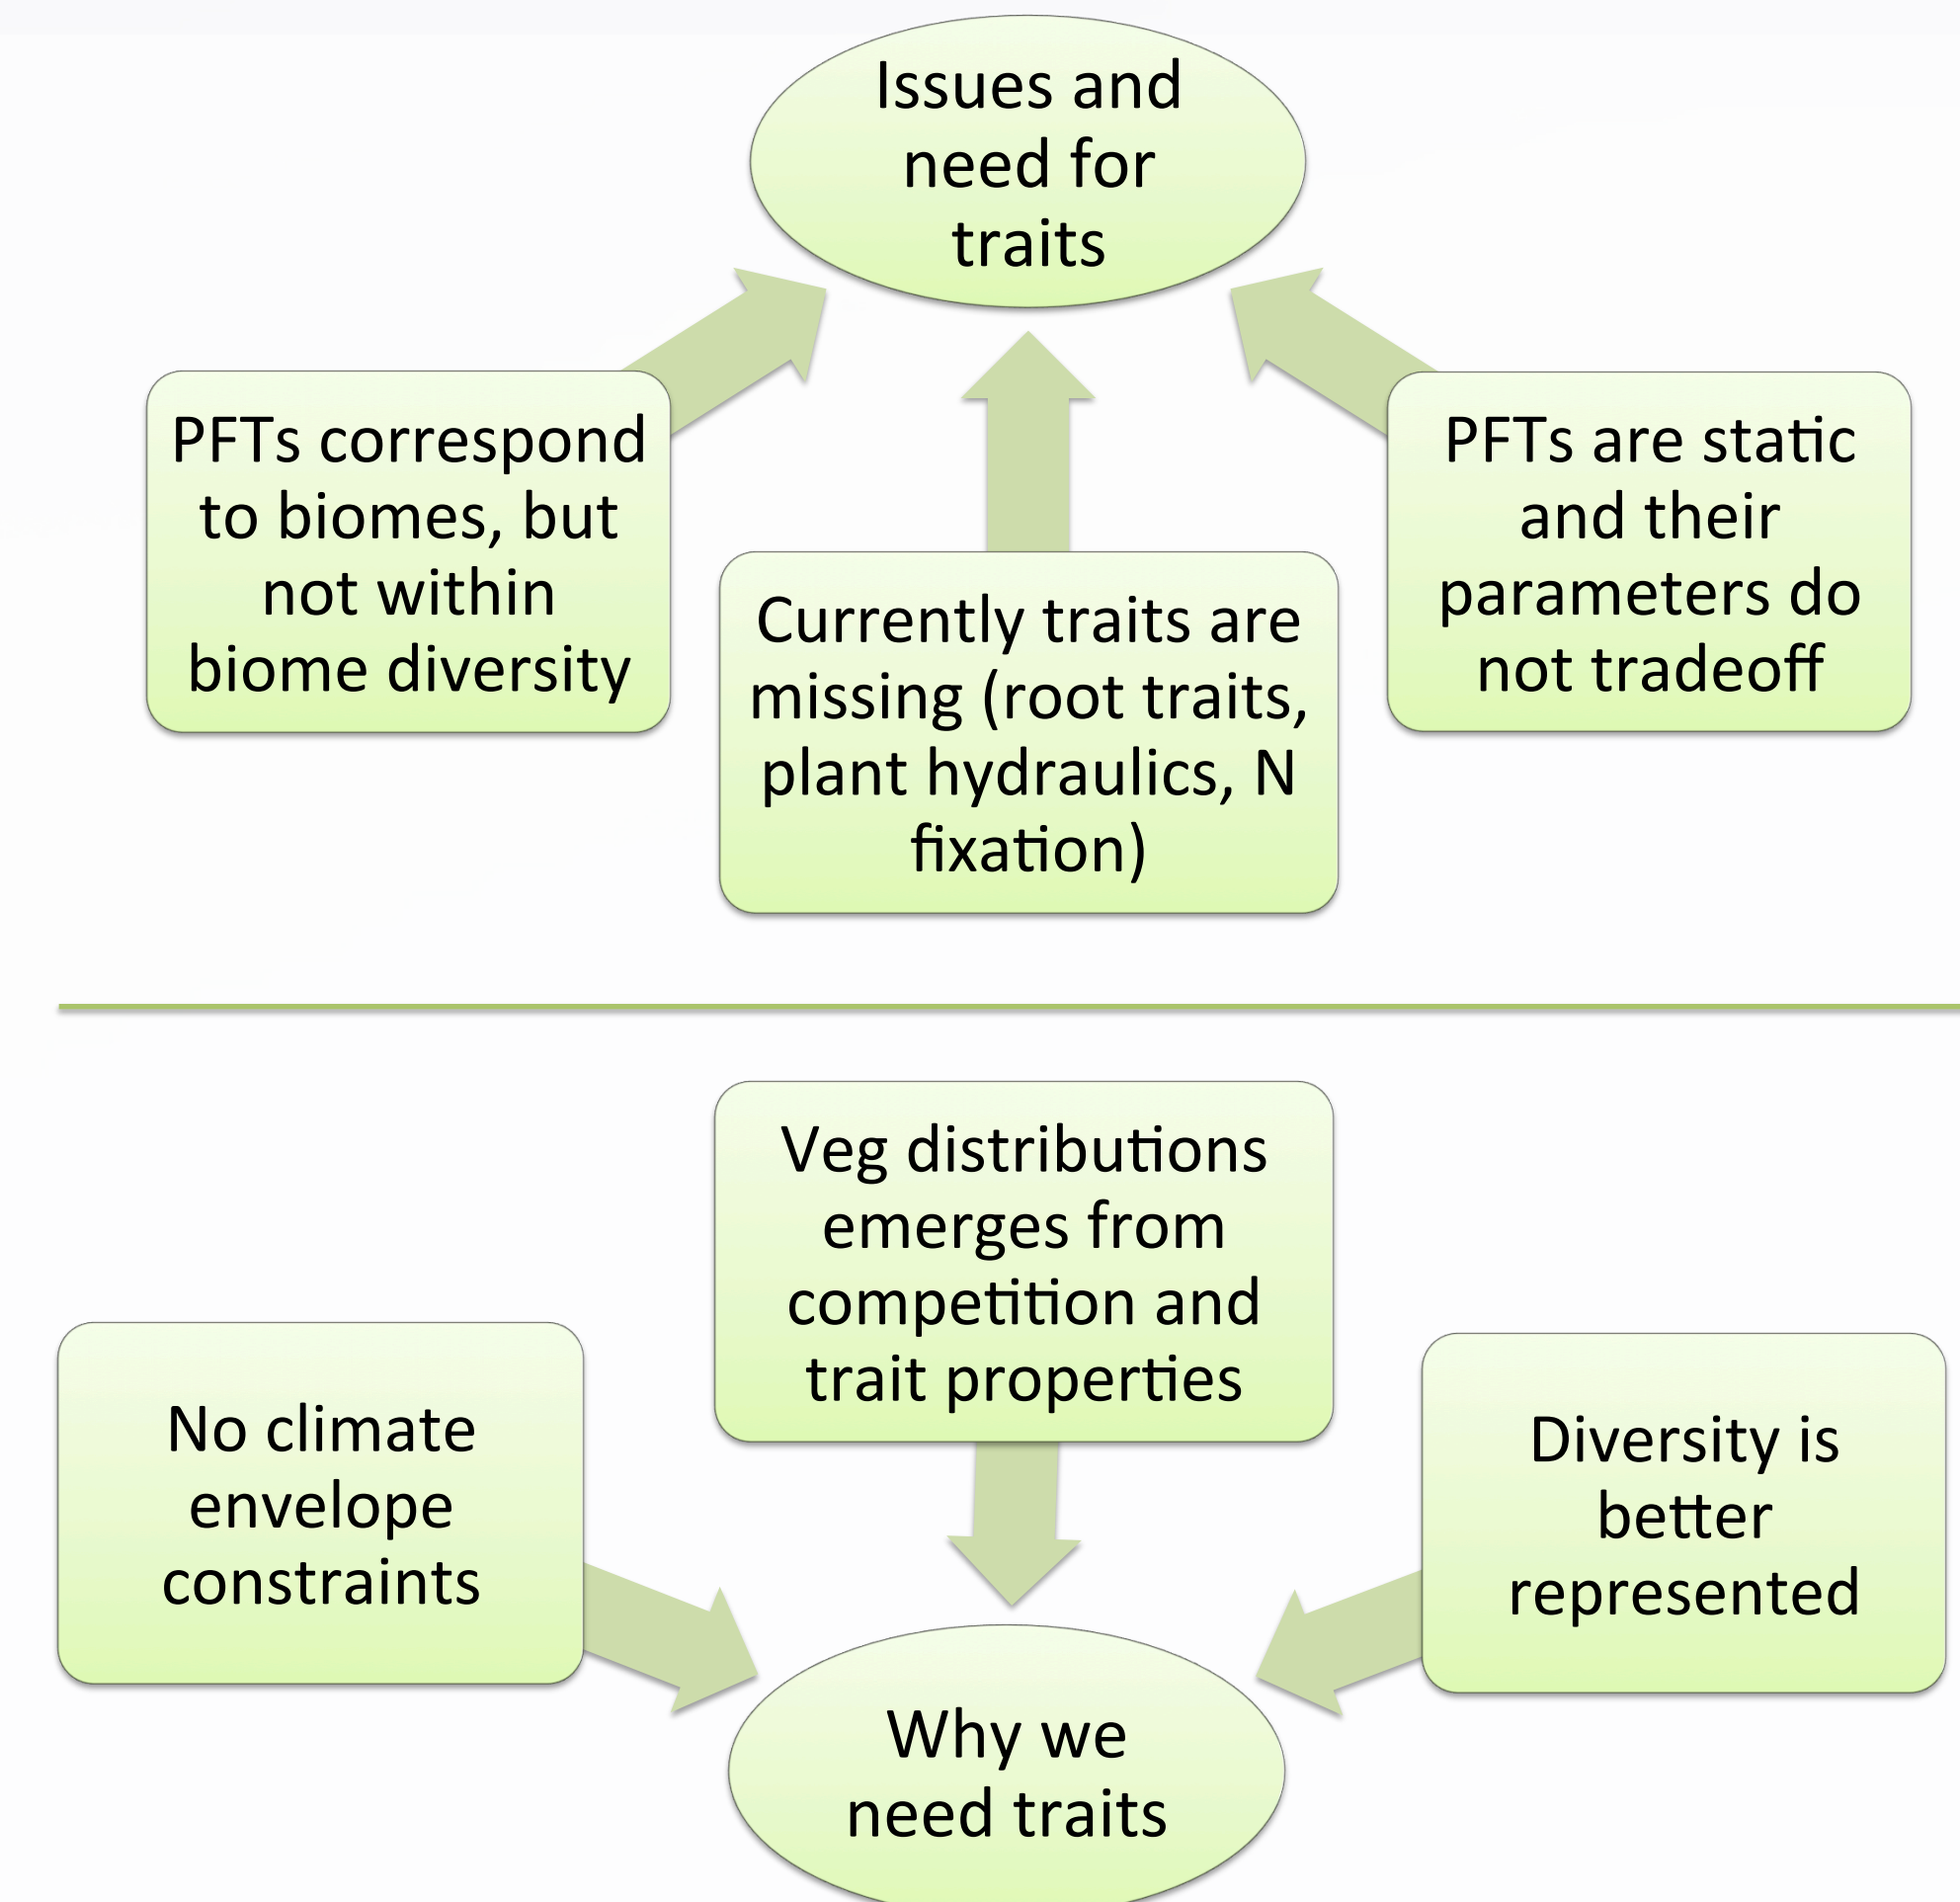 Issues and
need for
traits
PFTs correspond
to biomes, but
not within
biome diversity
Currently traits are
missing (root traits,
plant hydraulics, N
fixation)
PFTs are static
and their
parameters do
not tradeoff
Veg distributions
emerges from
competition and
trait properties
No climate
envelope
constraints
Diversity is
better
represented
Why we
need traits